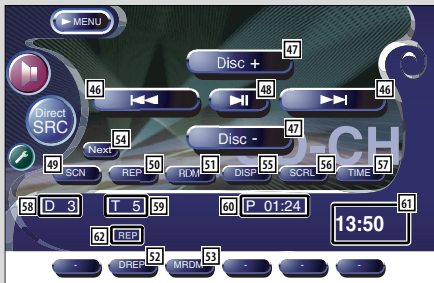 MENU
47
Disc +
46
48
46
Direct
SRC
54
Next
47
Disc -
CD-CH
49
50
51
55
56
57
SCN
REP
RDM
DISP
SCRL
TIME
58
D 3
T 5
59
60
P 01:24
61
13:50
62
REP
52
53
-
DREP
MRDM
-
-
-